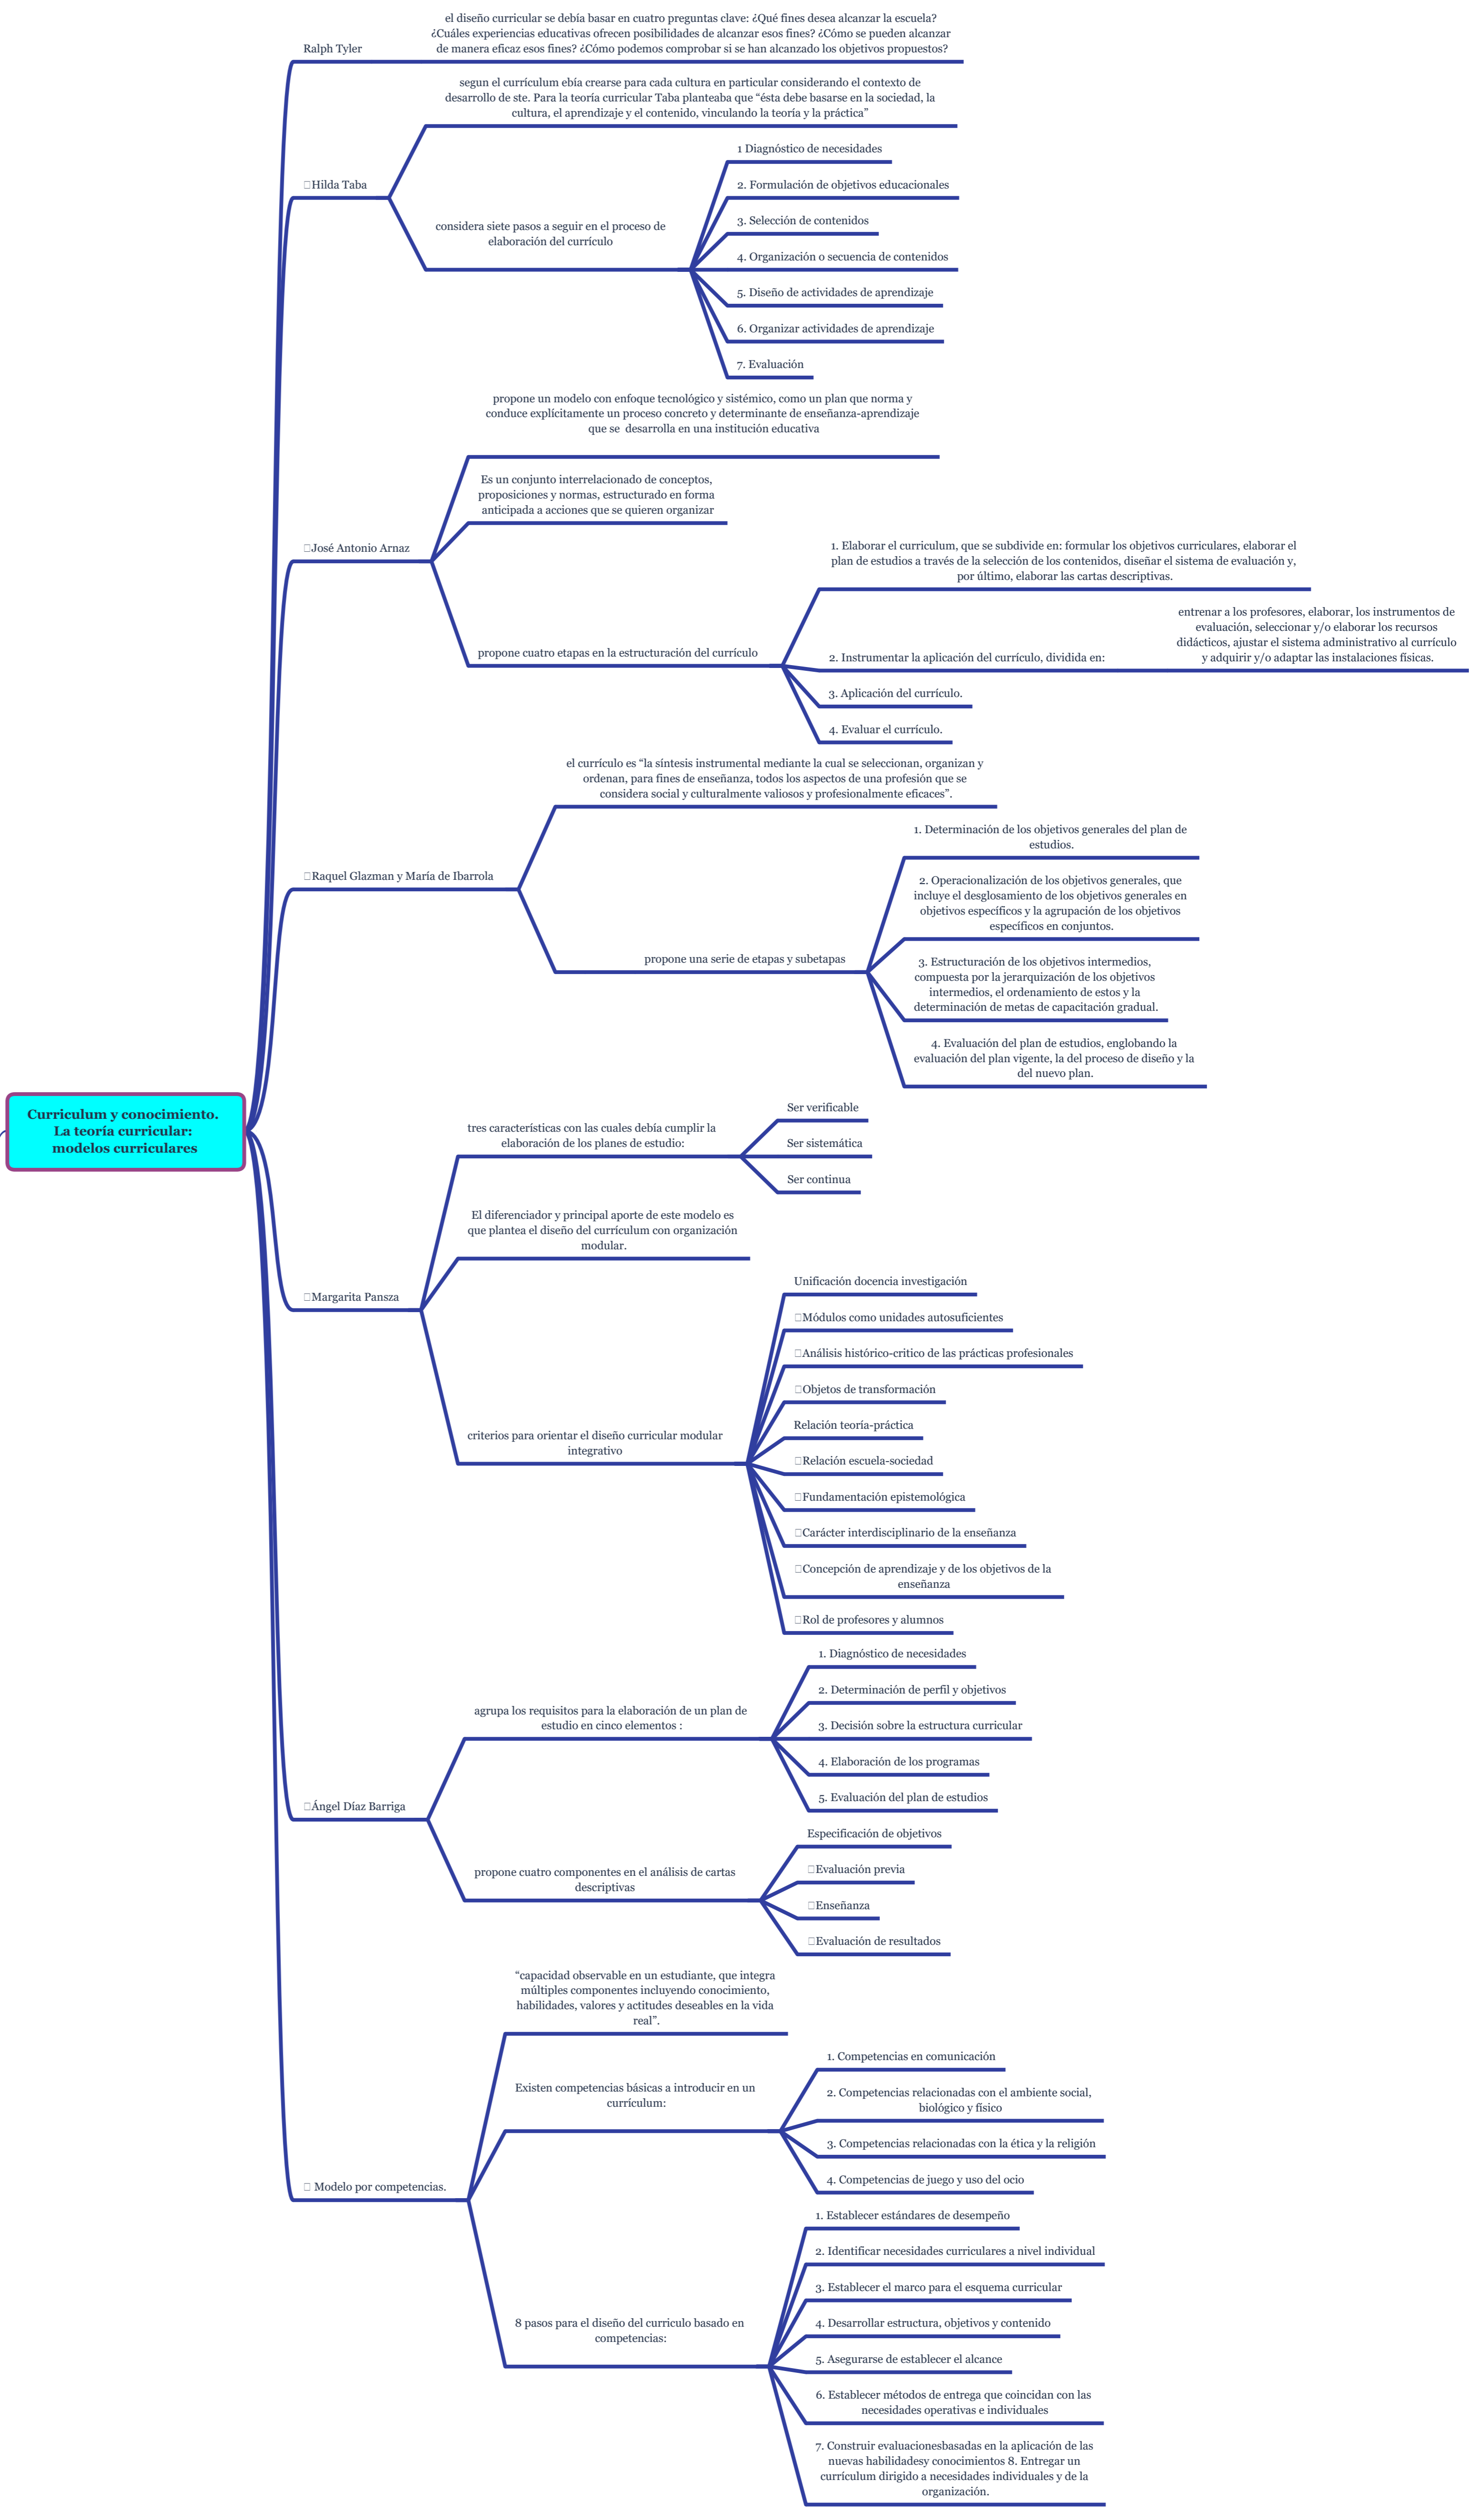 Curriculum y conocimiento.
La teoría curricular:
modelos curriculares
Ralph Tyler
el diseño curricular se debía basar en cuatro preguntas clave: ¿Qué fines desea alcanzar la escuela?
¿Cuáles experiencias educativas ofrecen posibilidades de alcanzar esos fines? ¿Cómo se pueden alcanzar
de manera eficaz esos fines? ¿Cómo podemos comprobar si se han alcanzado los objetivos propuestos?
Hilda Taba
segun el currículum ebía crearse para cada cultura en particular considerando el contexto de
desarrollo de ste. Para la teoría curricular Taba planteaba que “ésta debe basarse en la sociedad, la
cultura, el aprendizaje y el contenido, vinculando la teoría y la práctica”
considera siete pasos a seguir en el proceso de
elaboración del currículo
1 Diagnóstico de necesidades
2. Formulación de objetivos educacionales
3. Selección de contenidos
4. Organización o secuencia de contenidos
5. Diseño de actividades de aprendizaje
6. Organizar actividades de aprendizaje
7. Evaluación
José Antonio Arnaz
propone un modelo con enfoque tecnológico y sistémico, como un plan que norma y
conduce explícitamente un proceso concreto y determinante de enseñanza-aprendizaje
que se desarrolla en una institución educativa
Es un conjunto interrelacionado de conceptos,
proposiciones y normas, estructurado en forma
anticipada a acciones que se quieren organizar
propone cuatro etapas en la estructuración del currículo
1. Elaborar el curriculum, que se subdivide en: formular los objetivos curriculares, elaborar el
plan de estudios a través de la selección de los contenidos, diseñar el sistema de evaluación y,
por último, elaborar las cartas descriptivas.
2. Instrumentar la aplicación del currículo, dividida en:
entrenar a los profesores, elaborar, los instrumentos de
evaluación, seleccionar y/o elaborar los recursos
didácticos, ajustar el sistema administrativo al currículo
y adquirir y/o adaptar las instalaciones físicas.
3. Aplicación del currículo.
4. Evaluar el currículo.
Raquel Glazman y María de Ibarrola
el currículo es “la síntesis instrumental mediante la cual se seleccionan, organizan y
ordenan, para fines de enseñanza, todos los aspectos de una profesión que se
considera social y culturalmente valiosos y profesionalmente eficaces”.
propone una serie de etapas y subetapas
1. Determinación de los objetivos generales del plan de
estudios.
2. Operacionalización de los objetivos generales, que
incluye el desglosamiento de los objetivos generales en
objetivos específicos y la agrupación de los objetivos
específicos en conjuntos.
3. Estructuración de los objetivos intermedios,
compuesta por la jerarquización de los objetivos
intermedios, el ordenamiento de estos y la
determinación de metas de capacitación gradual.
4. Evaluación del plan de estudios, englobando la
evaluación del plan vigente, la del proceso de diseño y la
del nuevo plan.
Margarita Pansza
tres características con las cuales debía cumplir la
elaboración de los planes de estudio:
Ser verificable
Ser sistemática
Ser continua
El diferenciador y principal aporte de este modelo es
que plantea el diseño del currículum con organización
modular.
criterios para orientar el diseño curricular modular
integrativo
Unificación docencia investigación
Módulos como unidades autosuficientes
Análisis histórico-critico de las prácticas profesionales
Objetos de transformación
Relación teoría-práctica
Relación escuela-sociedad
Fundamentación epistemológica
Carácter interdisciplinario de la enseñanza
Concepción de aprendizaje y de los objetivos de la
enseñanza
Rol de profesores y alumnos
Ángel Díaz Barriga
agrupa los requisitos para la elaboración de un plan de
estudio en cinco elementos :
1. Diagnóstico de necesidades
2. Determinación de perfil y objetivos
3. Decisión sobre la estructura curricular
4. Elaboración de los programas
5. Evaluación del plan de estudios
propone cuatro componentes en el análisis de cartas
descriptivas
Especificación de objetivos
Evaluación previa
Enseñanza
Evaluación de resultados
Modelo por competencias.
“capacidad observable en un estudiante, que integra
múltiples componentes incluyendo conocimiento,
habilidades, valores y actitudes deseables en la vida
real”.
Existen competencias básicas a introducir en un
currículum:
1. Competencias en comunicación
2. Competencias relacionadas con el ambiente social,
biológico y físico
3. Competencias relacionadas con la ética y la religión
4. Competencias de juego y uso del ocio
8 pasos para el diseño del curriculo basado en
competencias:
1. Establecer estándares de desempeño
2. Identificar necesidades curriculares a nivel individual
3. Establecer el marco para el esquema curricular
4. Desarrollar estructura, objetivos y contenido
5. Asegurarse de establecer el alcance
6. Establecer métodos de entrega que coincidan con las
necesidades operativas e individuales
7. Construir evaluacionesbasadas en la aplicación de las
nuevas habilidadesy conocimientos 8. Entregar un
currículum dirigido a necesidades individuales y de la
organización.